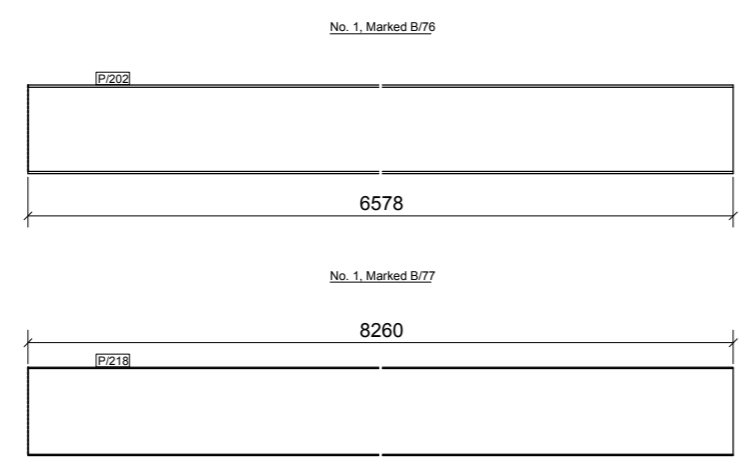 No. 1, Marked B/76
P/202
6578
No. 1, Marked B/77
8260
P/218